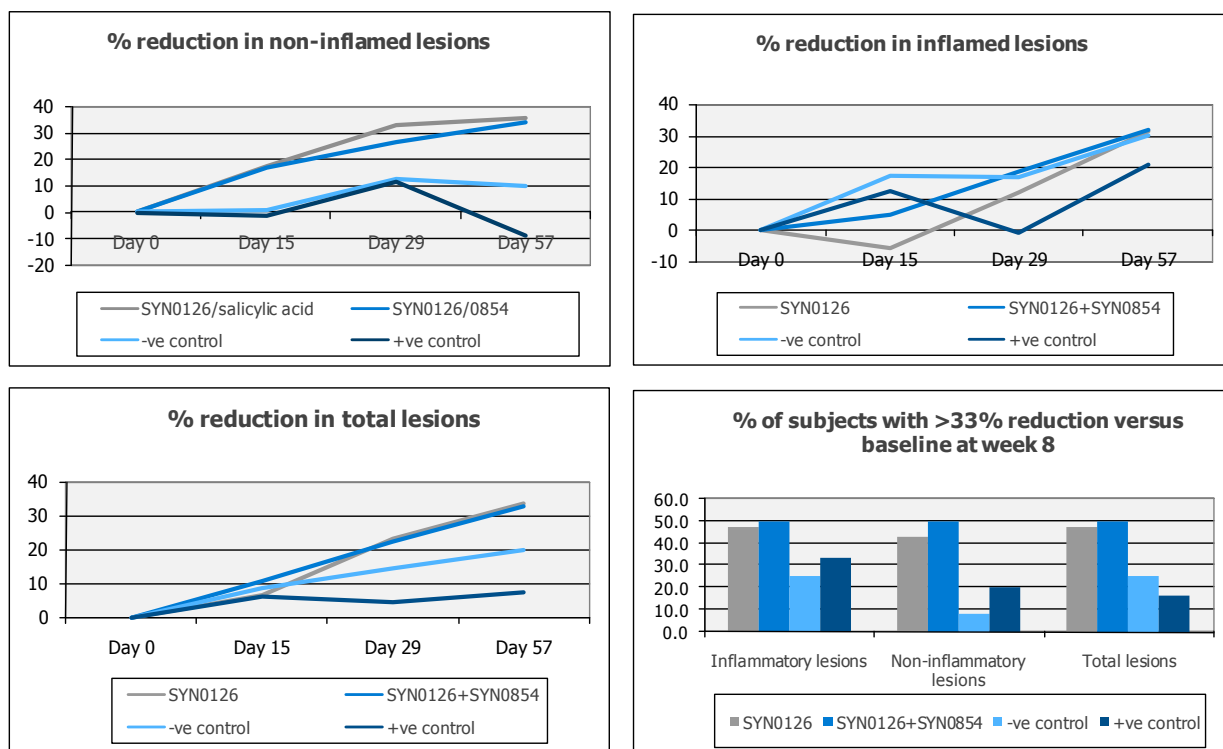 % reduction in non-inflamed lesions
40
30
20
10
0
-10
-20
Day 0 Day 15 Day 29 Day 57
SYN0126/salicylic acid SYN0126/0854
-ve control +ve control
% reduction in inflamed lesions
40
30
20
10
0
-10
Day 0 Day 15 Day 29 Day 57
SYN0126 SYN0126+SYN0854
-ve control +ve control
% reduction in total lesions
40
30
20
10
0
Day 0 Day 15 Day 29 Day 57
SYN0126 SYN0126+SYN0854
-ve control +ve control
% of subjects with >33% reduction versus
baseline at week 8
60.0
50.0
40.0
30.0
20.0
10.0
0.0
Inflammatory lesions Non-inflammatory Total lesions
lesions
SYN0126 SYN0126+SYN0854 -ve control +ve control